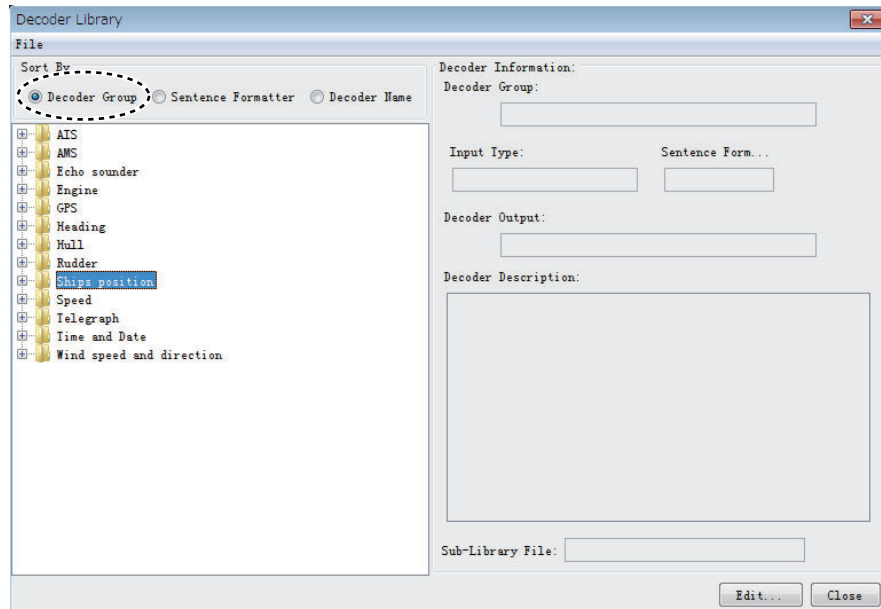 Decoder Library
File
Sort By
Decoder Group Sentence Formatter Decoder Name
AIS
AMS
Echo sounder
Engine
GPS
Heading
Hull
Rudder
Ships position
Speed
Telegraph
Time and Date
Wind speed and direction
Decoder Information:
Decoder Group:
Input Type: Sentence Form...
Decoder Output:
Decoder Description:
Sub-Library File:
Edit... Close